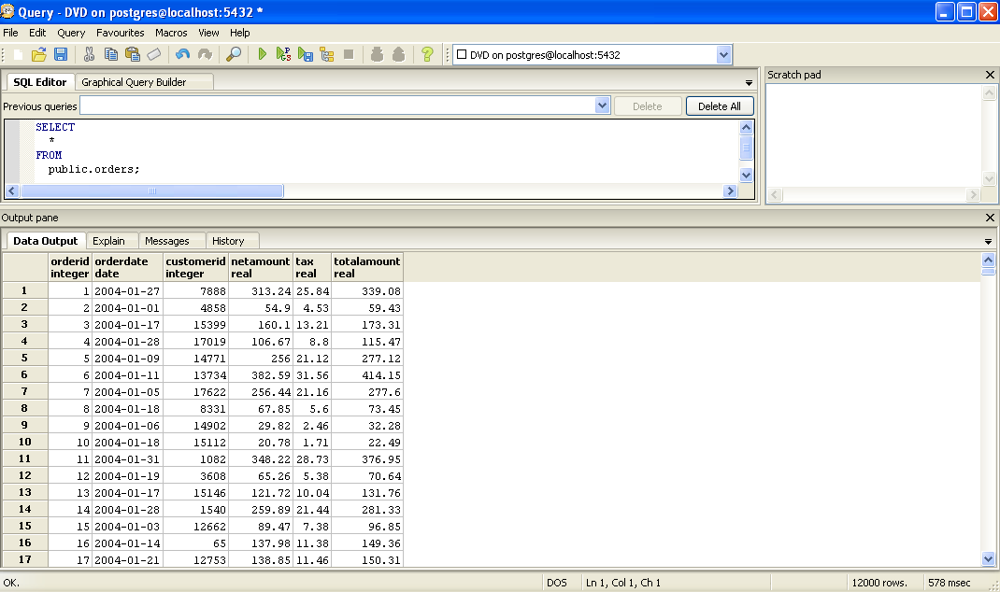 Query - DVD on postgres@localhost:5432 *
File Edit Query Favourites Macros View Help
DVD on postgres@localhost:5432
SQL Editor Graphical Query Builder
Scratch pad
Previous queries Delete Delete All
SELECT
*
FROM
public.orders;
Output pane
Data Output Explain Messages History
orderid orderdate customerid netamount tax totalamount
integer date integer real real real
1 1 2004-01-27 7888 313.24 25.84 339.08
2 2 2004-01-01 4858 54.9 4.53 59.43
3 3 2004-01-17 15399 160.1 13.21 173.31
4 4 2004-01-28 17019 106.67 8.8 115.47
5 5 2004-01-09 14771 256 21.12 277.12
6 6 2004-01-11 13734 382.59 31.56 414.15
7 7 2004-01-05 17622 256.44 21.16 277.6
8 8 2004-01-18 8331 67.85 5.6 73.45
9 9 2004-01-06 14902 29.82 2.46 32.28
10 10 2004-01-18 15112 20.78 1.71 22.49
11 11 2004-01-31 1082 348.22 28.73 376.95
12 12 2004-01-19 3608 65.26 5.38 70.64
13 13 2004-01-17 15146 121.72 10.04 131.76
14 14 2004-01-28 1540 259.89 21.44 281.33
15 15 2004-01-03 12662 89.47 7.38 96.85
16 16 2004-01-14 65 137.98 11.38 149.36
17 17 2004-01-21 12753 138.85 11.46 150.31
OK. DOS Ln 1, Col 1, Ch 1 12000 rows. 578 msec